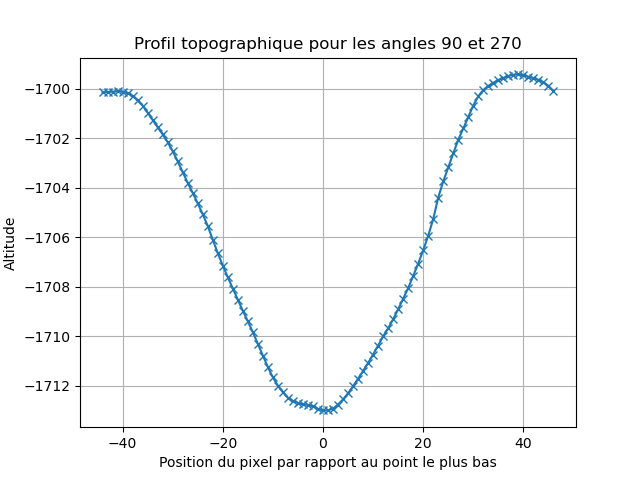 Profil topographique pour les angles 90 et 270
Altitude
−1700
−1702
−1704
−1706
−1708
−1710
−1712
−40 −20 0 20 40
Position du pixel par rapport au point le plus bas